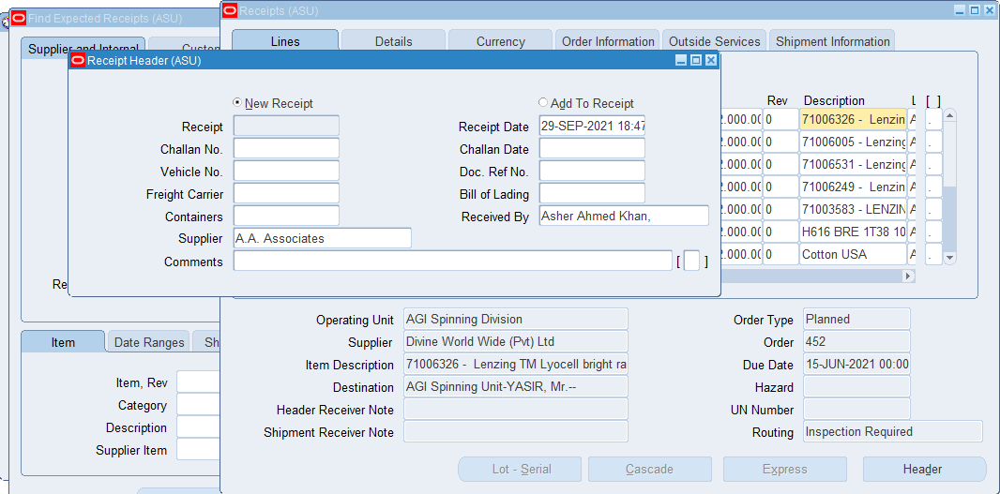 Find Expected Receipts (ASU)
Receipts (ASU)
Supplier and Internal
Lines
Details
Currency
Order Information
Outside Services
Shipment Information
Receipt Header (ASU)
New Receipt
Add To Receipt
Receipt
Receipt Date 29-SEP-2021 18:47
Challan No.
Challan Date
Vehicle No.
Doc. Ref No.
Freight Carrier
Bill of Lading
Containers
Received By Asher Ahmed Khan,
Supplier A.A. Associates
Comments [ ]
Rev Description L [ ]
2.000.00 0 71006326 - Lenzin A .
2.000.00 0 71006005 - Lenzing A .
2.000.00 0 71006531 - Lenzing A .
2.000.00 0 71006249 - Lenzing A .
2.000.00 0 71003583 - LENZIN A .
2.000.00 0 H616 BRE 1T38 10 A .
2.000.00 0 Cotton USA A .
Re
Operating Unit AGI Spinning Division
Order Type Planned
Supplier Divine World Wide (Pvt) Ltd
Order 452
Item Description 71006326 - Lenzing TM Lyocell bright ra
Due Date 15-JUN-2021 00:00
Destination AGI Spinning Unit-YASIR, Mr.--
Hazard
Header Receiver Note
UN Number
Shipment Receiver Note
Routing Inspection Required
Item
Date Ranges
Sh
Item, Rev
Category
Description
Supplier Item
Lot - Serial
Cascade
Express
Header